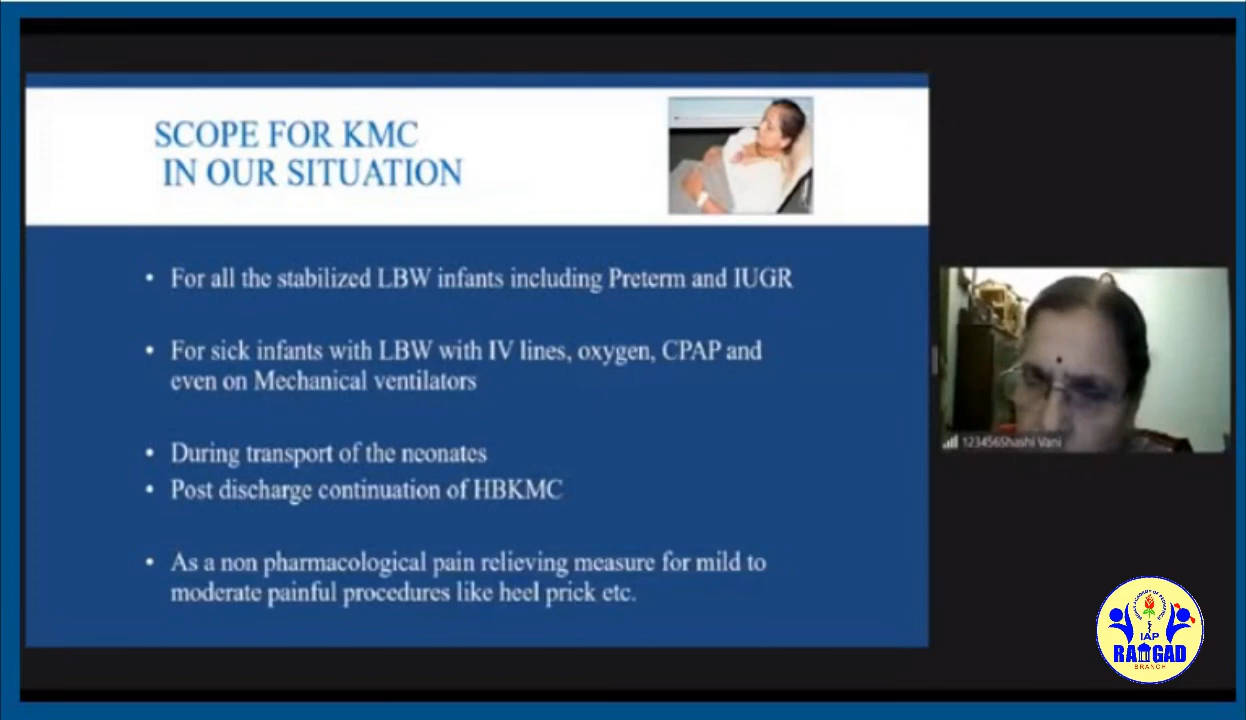 SCOPE FOR KMC
IN OUR SITUATION
• For all the stabilized LBW infants including Preterm and IUGR
• For sick infants with LBW with IV lines, oxygen, CPAP and
even on Mechanical ventilators
• During transport of the neonates
• Post discharge continuation of HBKMC
• As a non pharmacological pain relieving measure for mild to
moderate painful procedures like heel prick etc.
123456Shashi Vani
IAP
RAIGAD
BRANCH